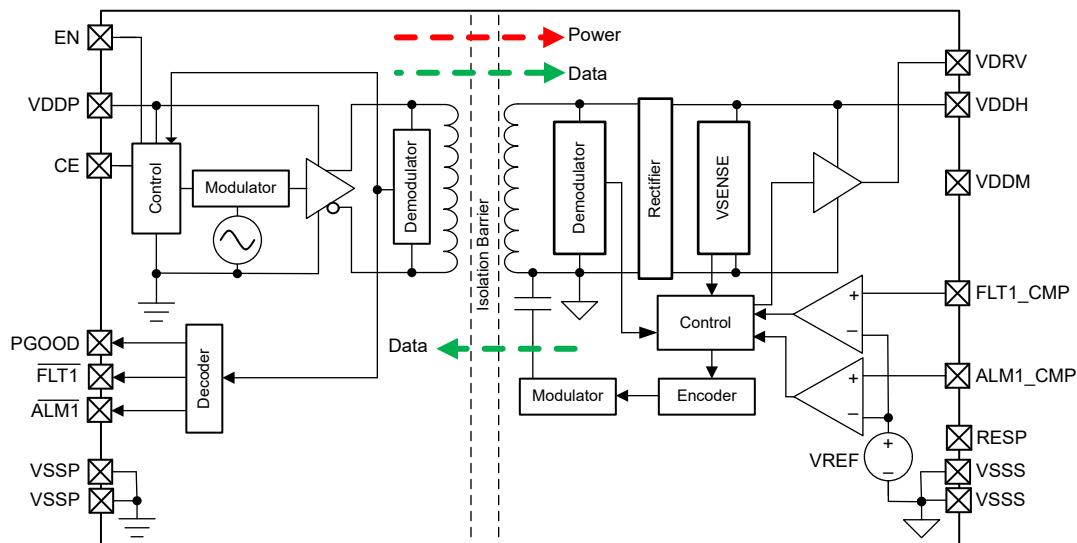 EN
VDDP
CE
Control
Modulator
Demodulator
Power
Data
Isolation Barrier
Demodulator
Rectifier
VSENSE
VDRV
VDDH
VDDM
PGOOD
FLT1
ALM1
Decoder
Data
Control
Modulator
Encoder
+
−
+
−
VREF
+
−
FLT1_CMP
ALM1_CMP
RESP
VSSS
VSSS
VSSP
VSSP